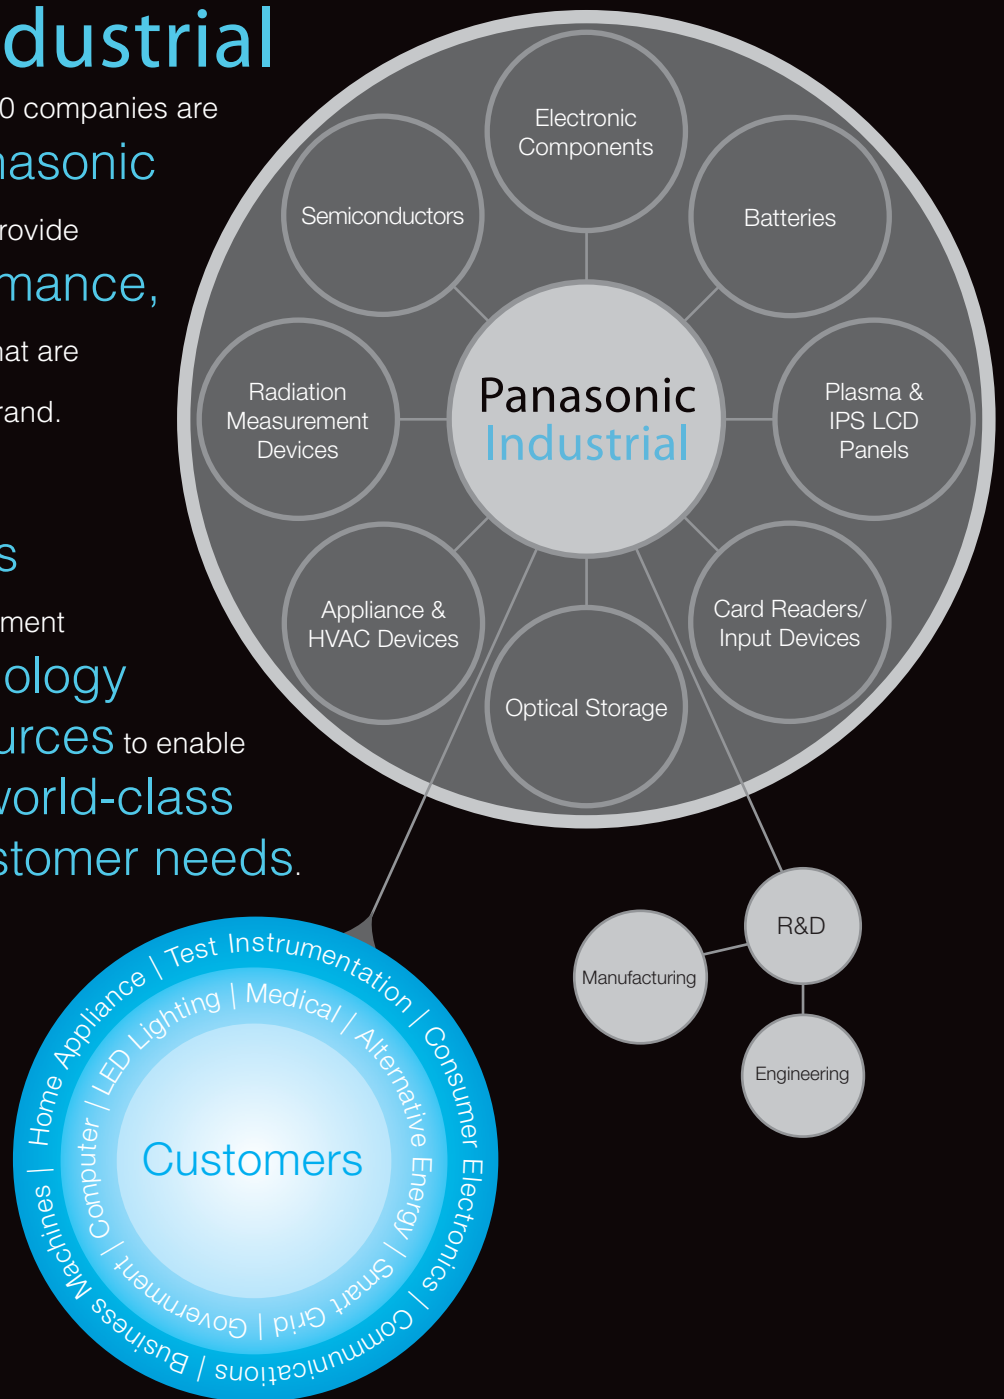 dustrial
0 companies are
nasonic
rovide
mance,
hat are
rand.
s
ment
ology
urces to enable
world-class
stomer needs.
Electronic
Components
Semiconductors
Batteries
Radiation
Measurement
Devices
Panasonic
Industrial
Plasma &
IPS LCD
Panels
Appliance &
HVAC Devices
Card Readers/
Input Devices
Optical Storage
R&D
Manufacturing
Engineering
Home Appliance | Test Instrumentation | Consumer Electronics | Communications | Business Machines |
Computer | LED Lighting | Medical | Alternative Energy | Smart Grid | Government |
Customers